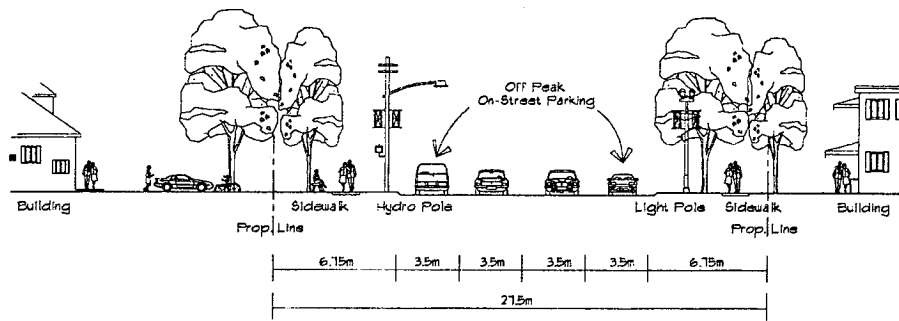 Off Peak
On-Street Parking
Building
Sidewalk
Hydro Pole
Light Pole
Sidewalk
Building
Prop. Line
Prop. Line
6.75m
3.5m
3.5m
3.5m
3.5m
6.75m
27.5m